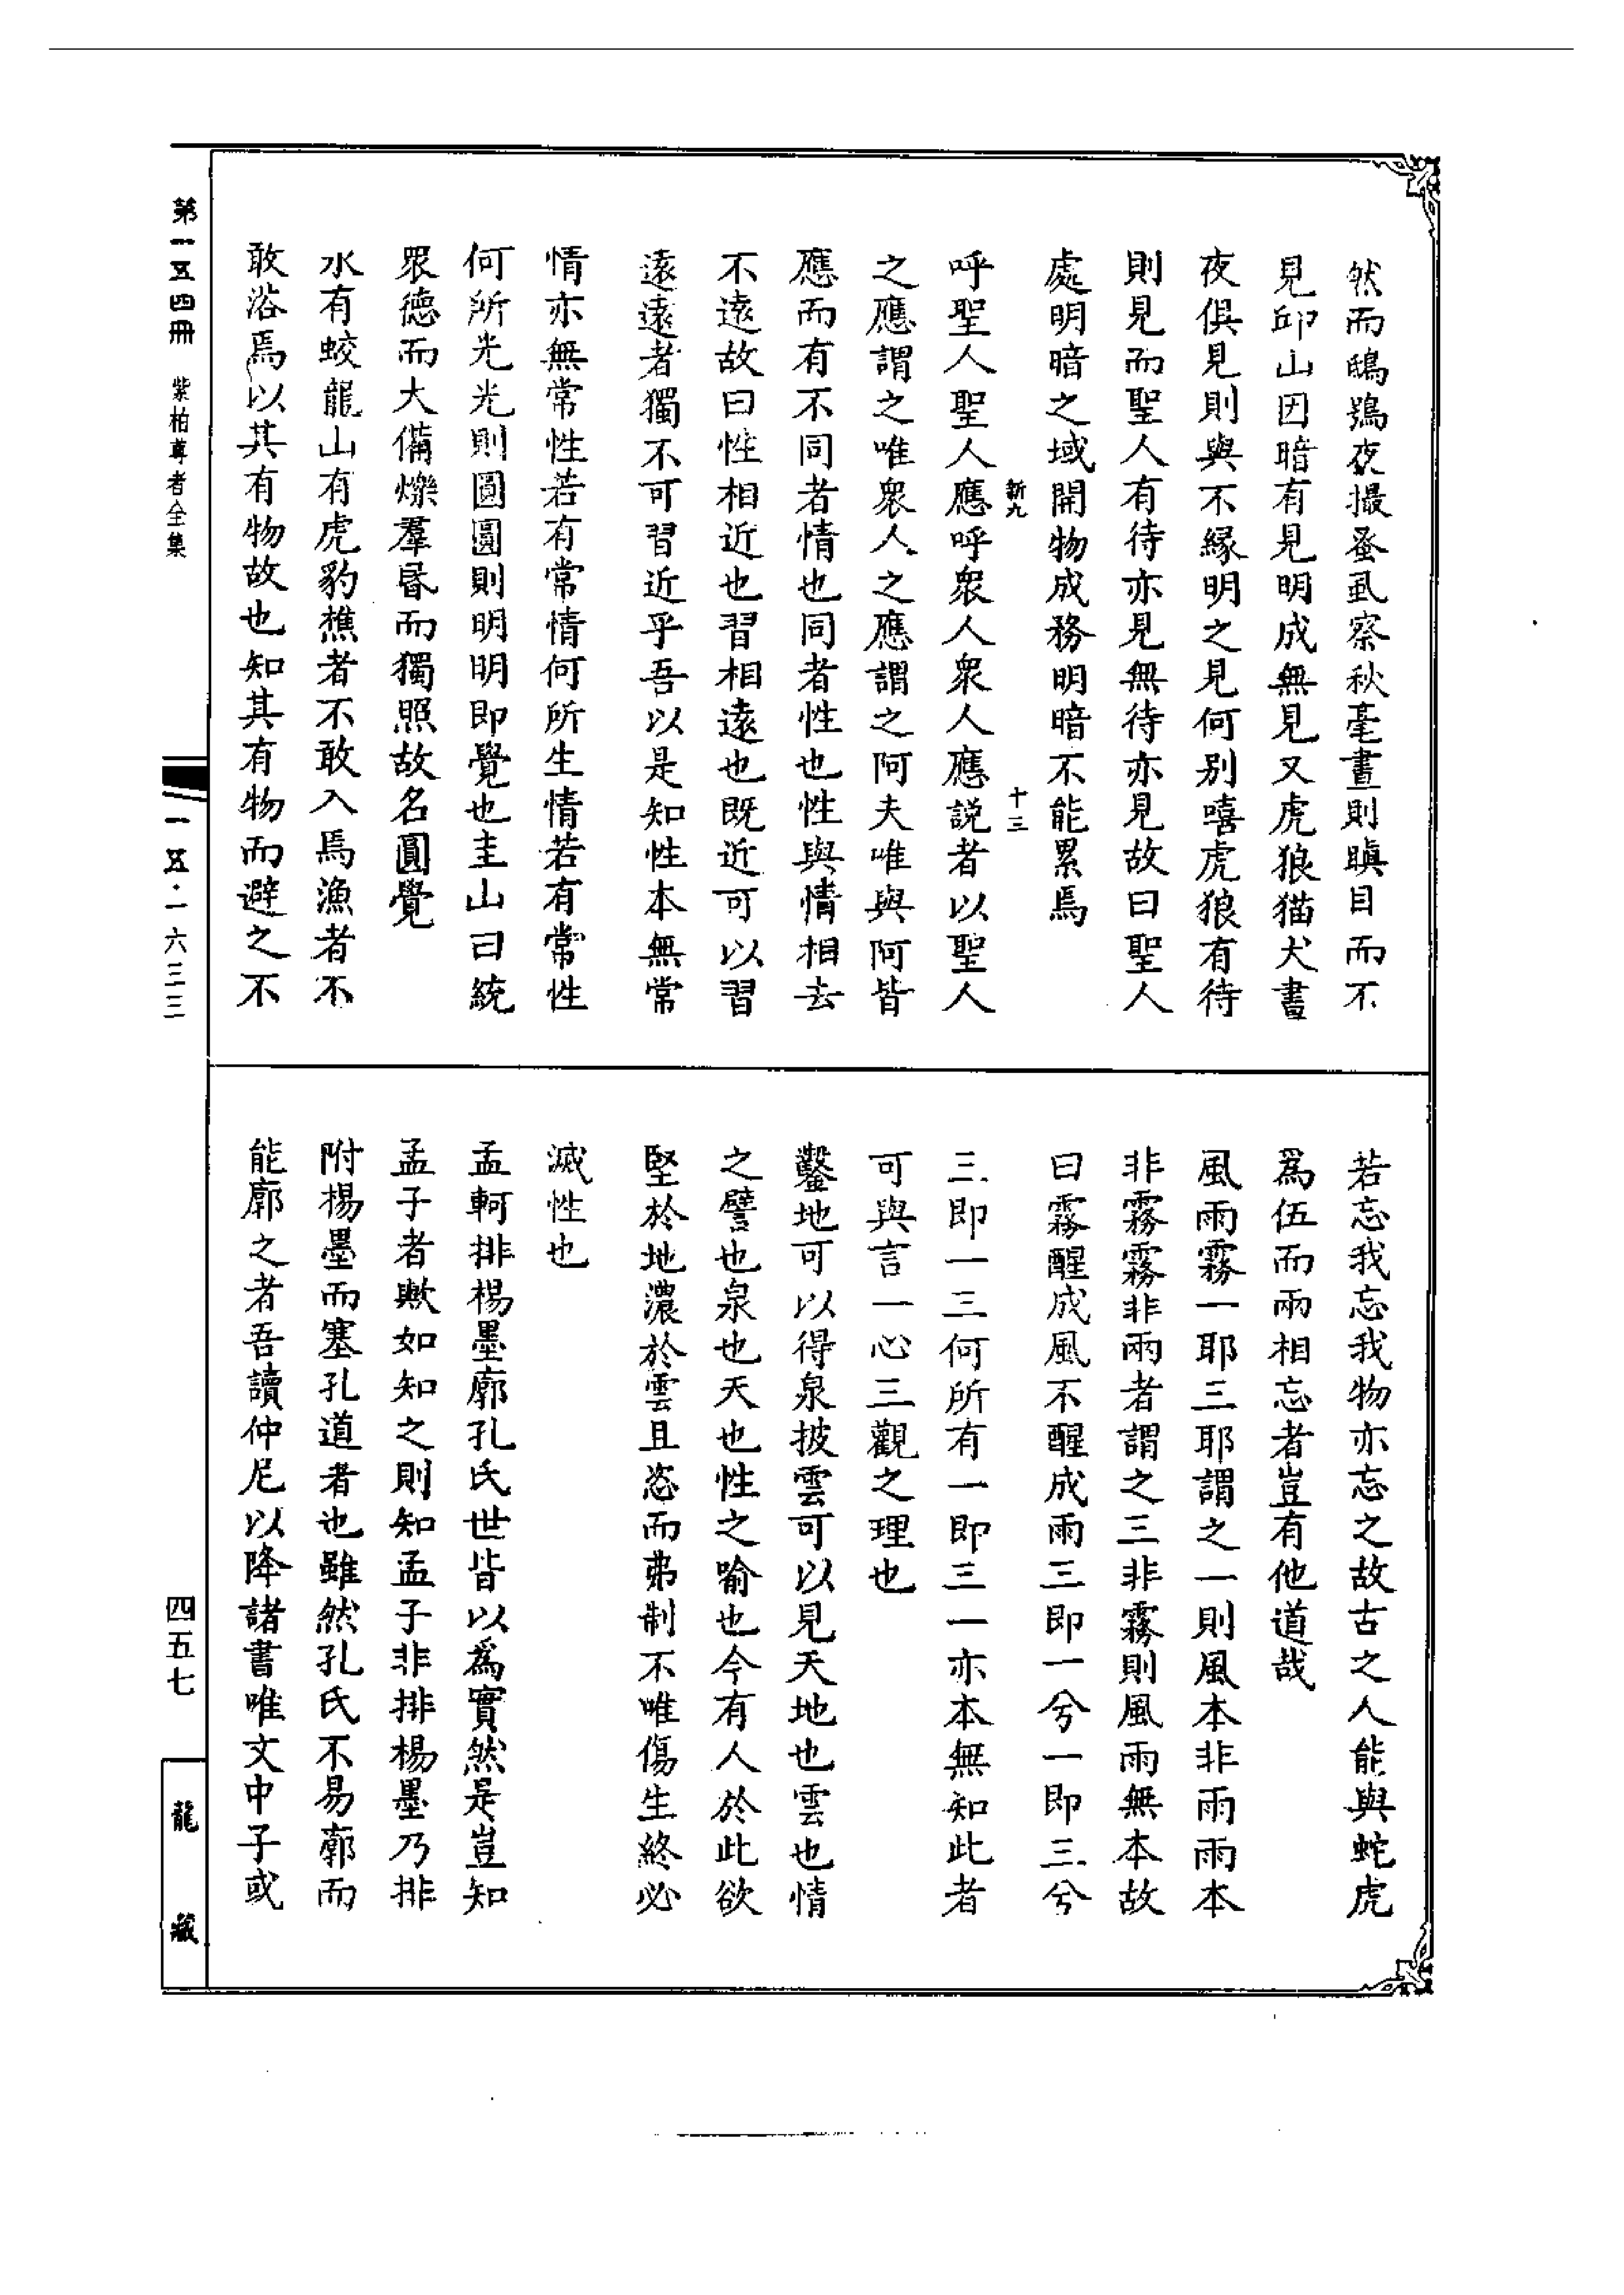 然而鴟鵂夜撮蚤虱察秋毫晝則瞋目而不
見邱山因暗有見明成無見又虎狼猫犬晝
夜俱見則與不緣明之見何别嘻虎狼有待
則見而聖人有待亦見無待亦見故曰聖人
處明暗之域開物成務明暗不能累焉
新九
十三
呼聖人聖人應呼衆人衆人應説者以聖人
之應謂之唯衆人之應謂之阿夫唯與阿皆
應而有不同者情也同者性也性與情相去
不遠故曰性相近也習相遠也既近可以習
遠遠者獨不可習近乎吾以是知性本無常
情亦無常性若有常情何所生情若有常性
何所光光則圓圓則明明即覺也圭山曰統
衆德而大備爍羣昏而獨照故名圓覺
水有蛟龍山有虎豹樵者不敢入焉漁者不
敢浴焉以其有物故也知其有物而避之不
若忘我忘我物亦忘之故古之人能與蛇虎
爲伍而兩相忘者豈有他道哉
風雨霧一耶三耶謂之一則風本非雨雨本
非霧霧非兩者謂之三非霧則風雨無本故
曰霧醒成風不醒成雨三即一兮一即三兮
三即一三何所有一即三一亦本無知此者
可與言一心三觀之理也
鑿地可以得泉披雲可以見天地也雲也情
之譬也泉也天也性之喻也今有人於此欲
堅於地濃於雲且恣而弗制不唯傷生終必
滅性也
孟軻排楊墨廓孔氏世皆以爲實然是豈知
孟子者歟如知之則知孟子非排楊墨乃排
附楊墨而塞孔道者也雖然孔氏不易廓而
能廓之者吾讀仲尼以降諸書唯文中子或
第一五四冊 紫柏尊者全集
一五·一六三三
四五七
龍藏